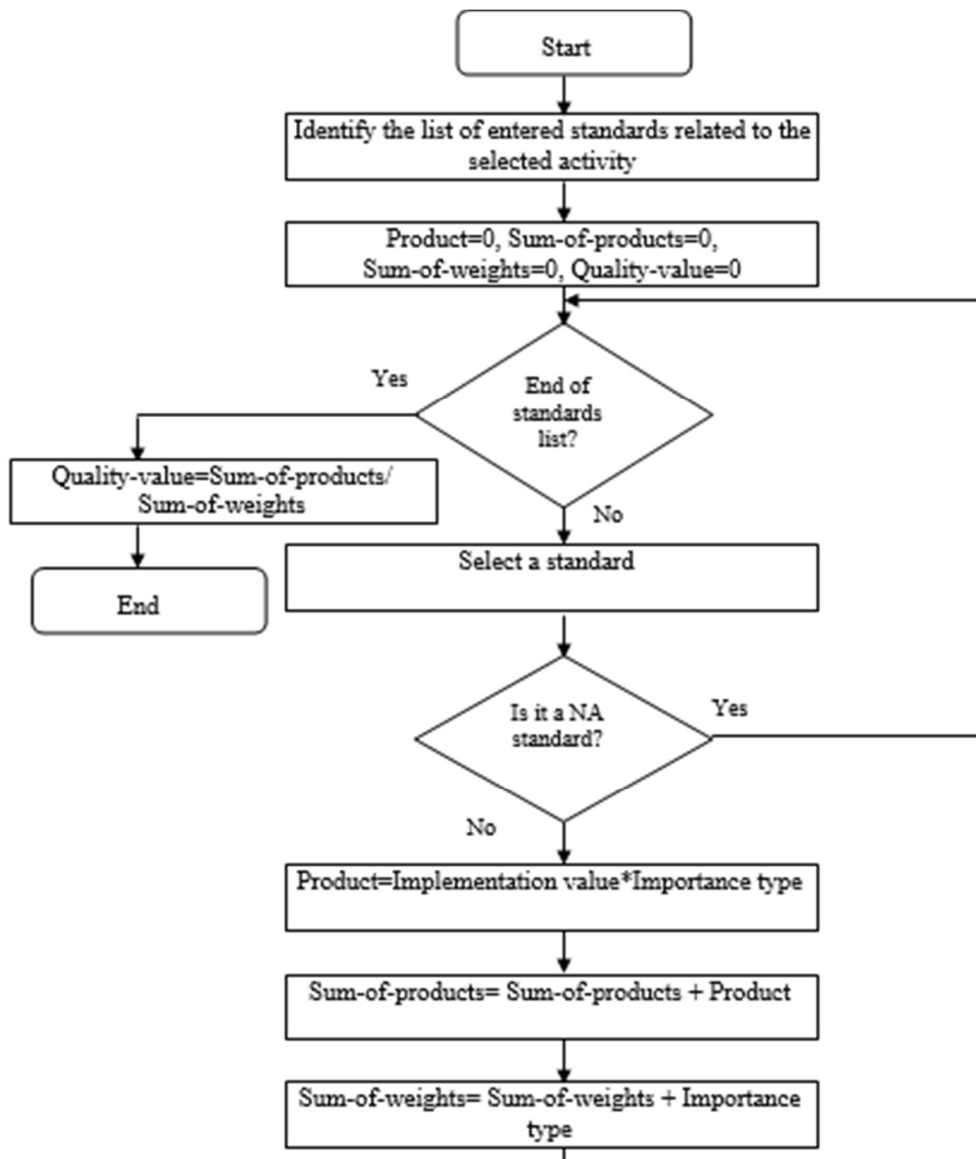 Start
Identify the list of entered standards related to the
selected activity
Product=0, Sum-of-products=0,
Sum-of-weights=0, Quality-value=0
End of
standards
list?
Yes
Quality-value=Sum-of-products/
Sum-of-weights
End
No
Select a standard
Is it a NA
standard?
Yes
No
Product=Implementation value*Importance type
Sum-of-products= Sum-of-products + Product
Sum-of-weights= Sum-of-weights + Importance
type